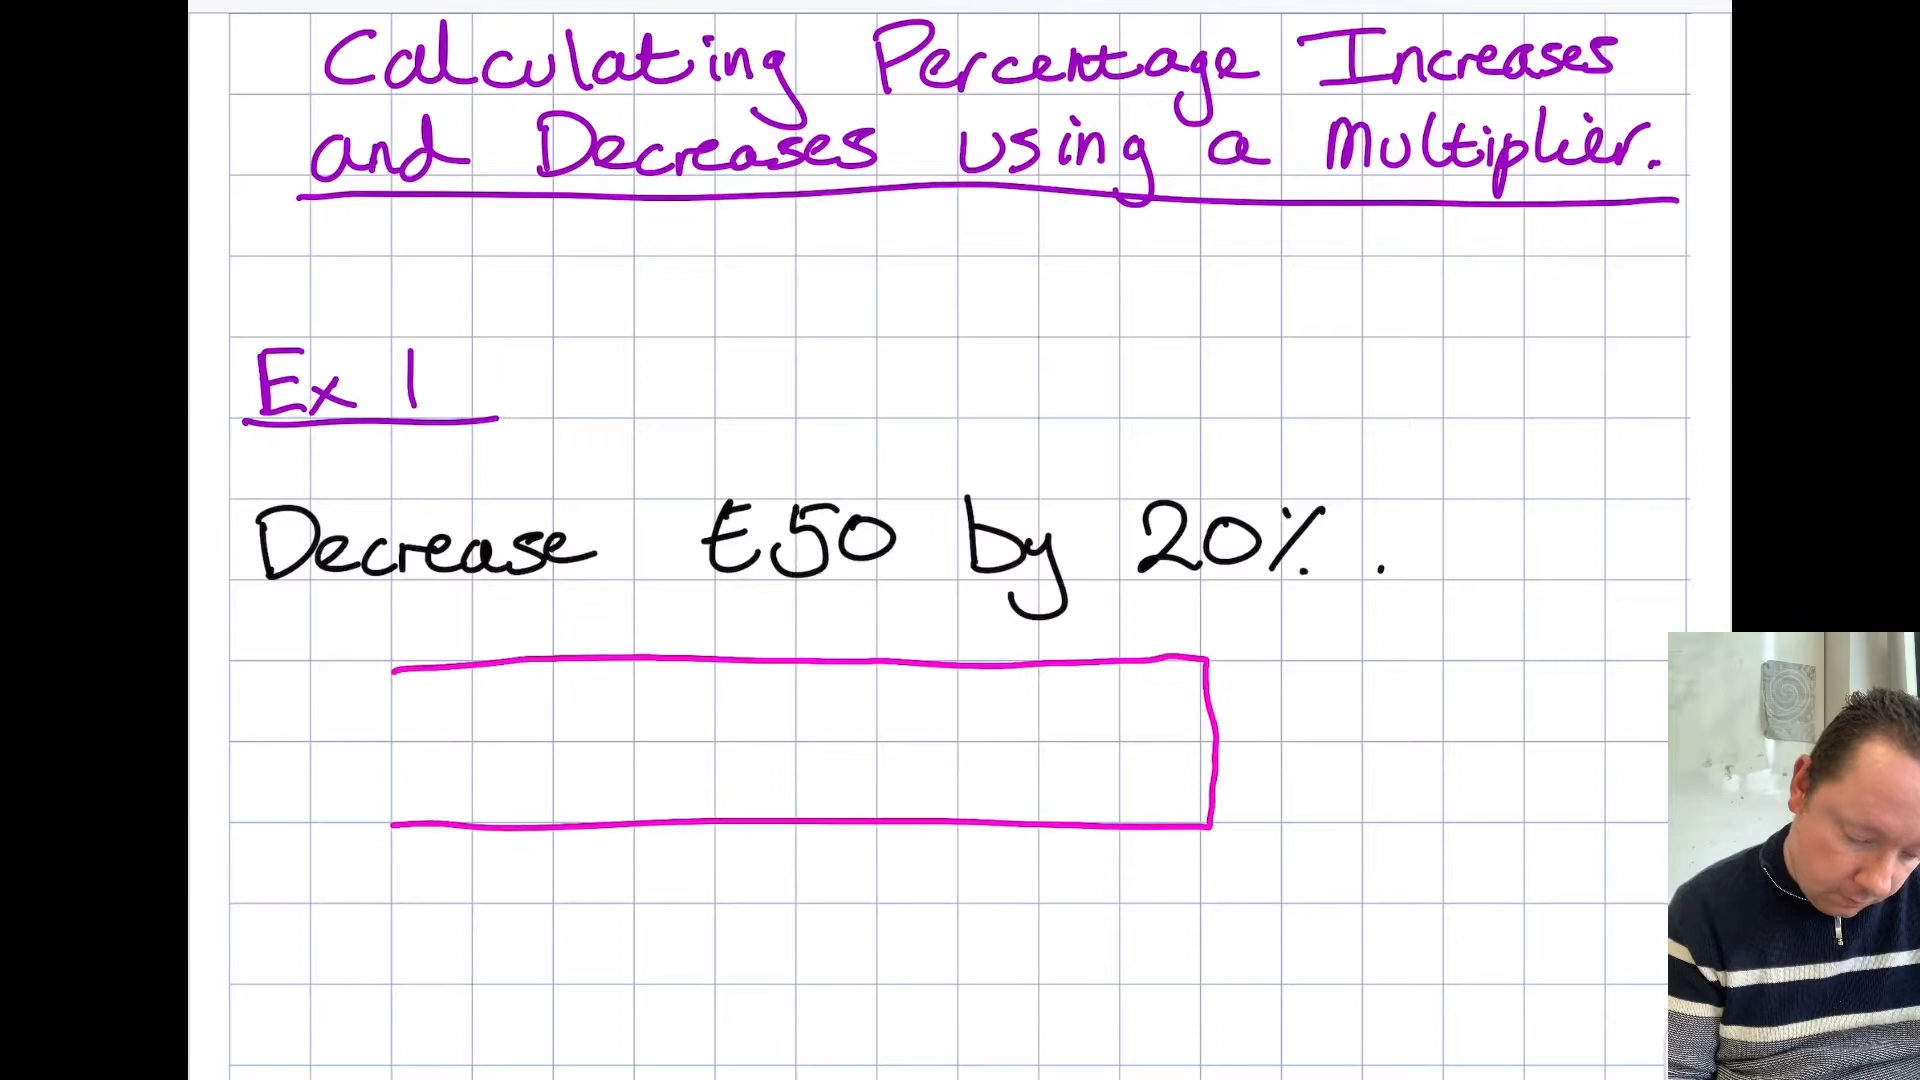 Calculating Percentage Increases
and Decreases using a Multiplier.
Ex 1
Decrease £50 by 20%.